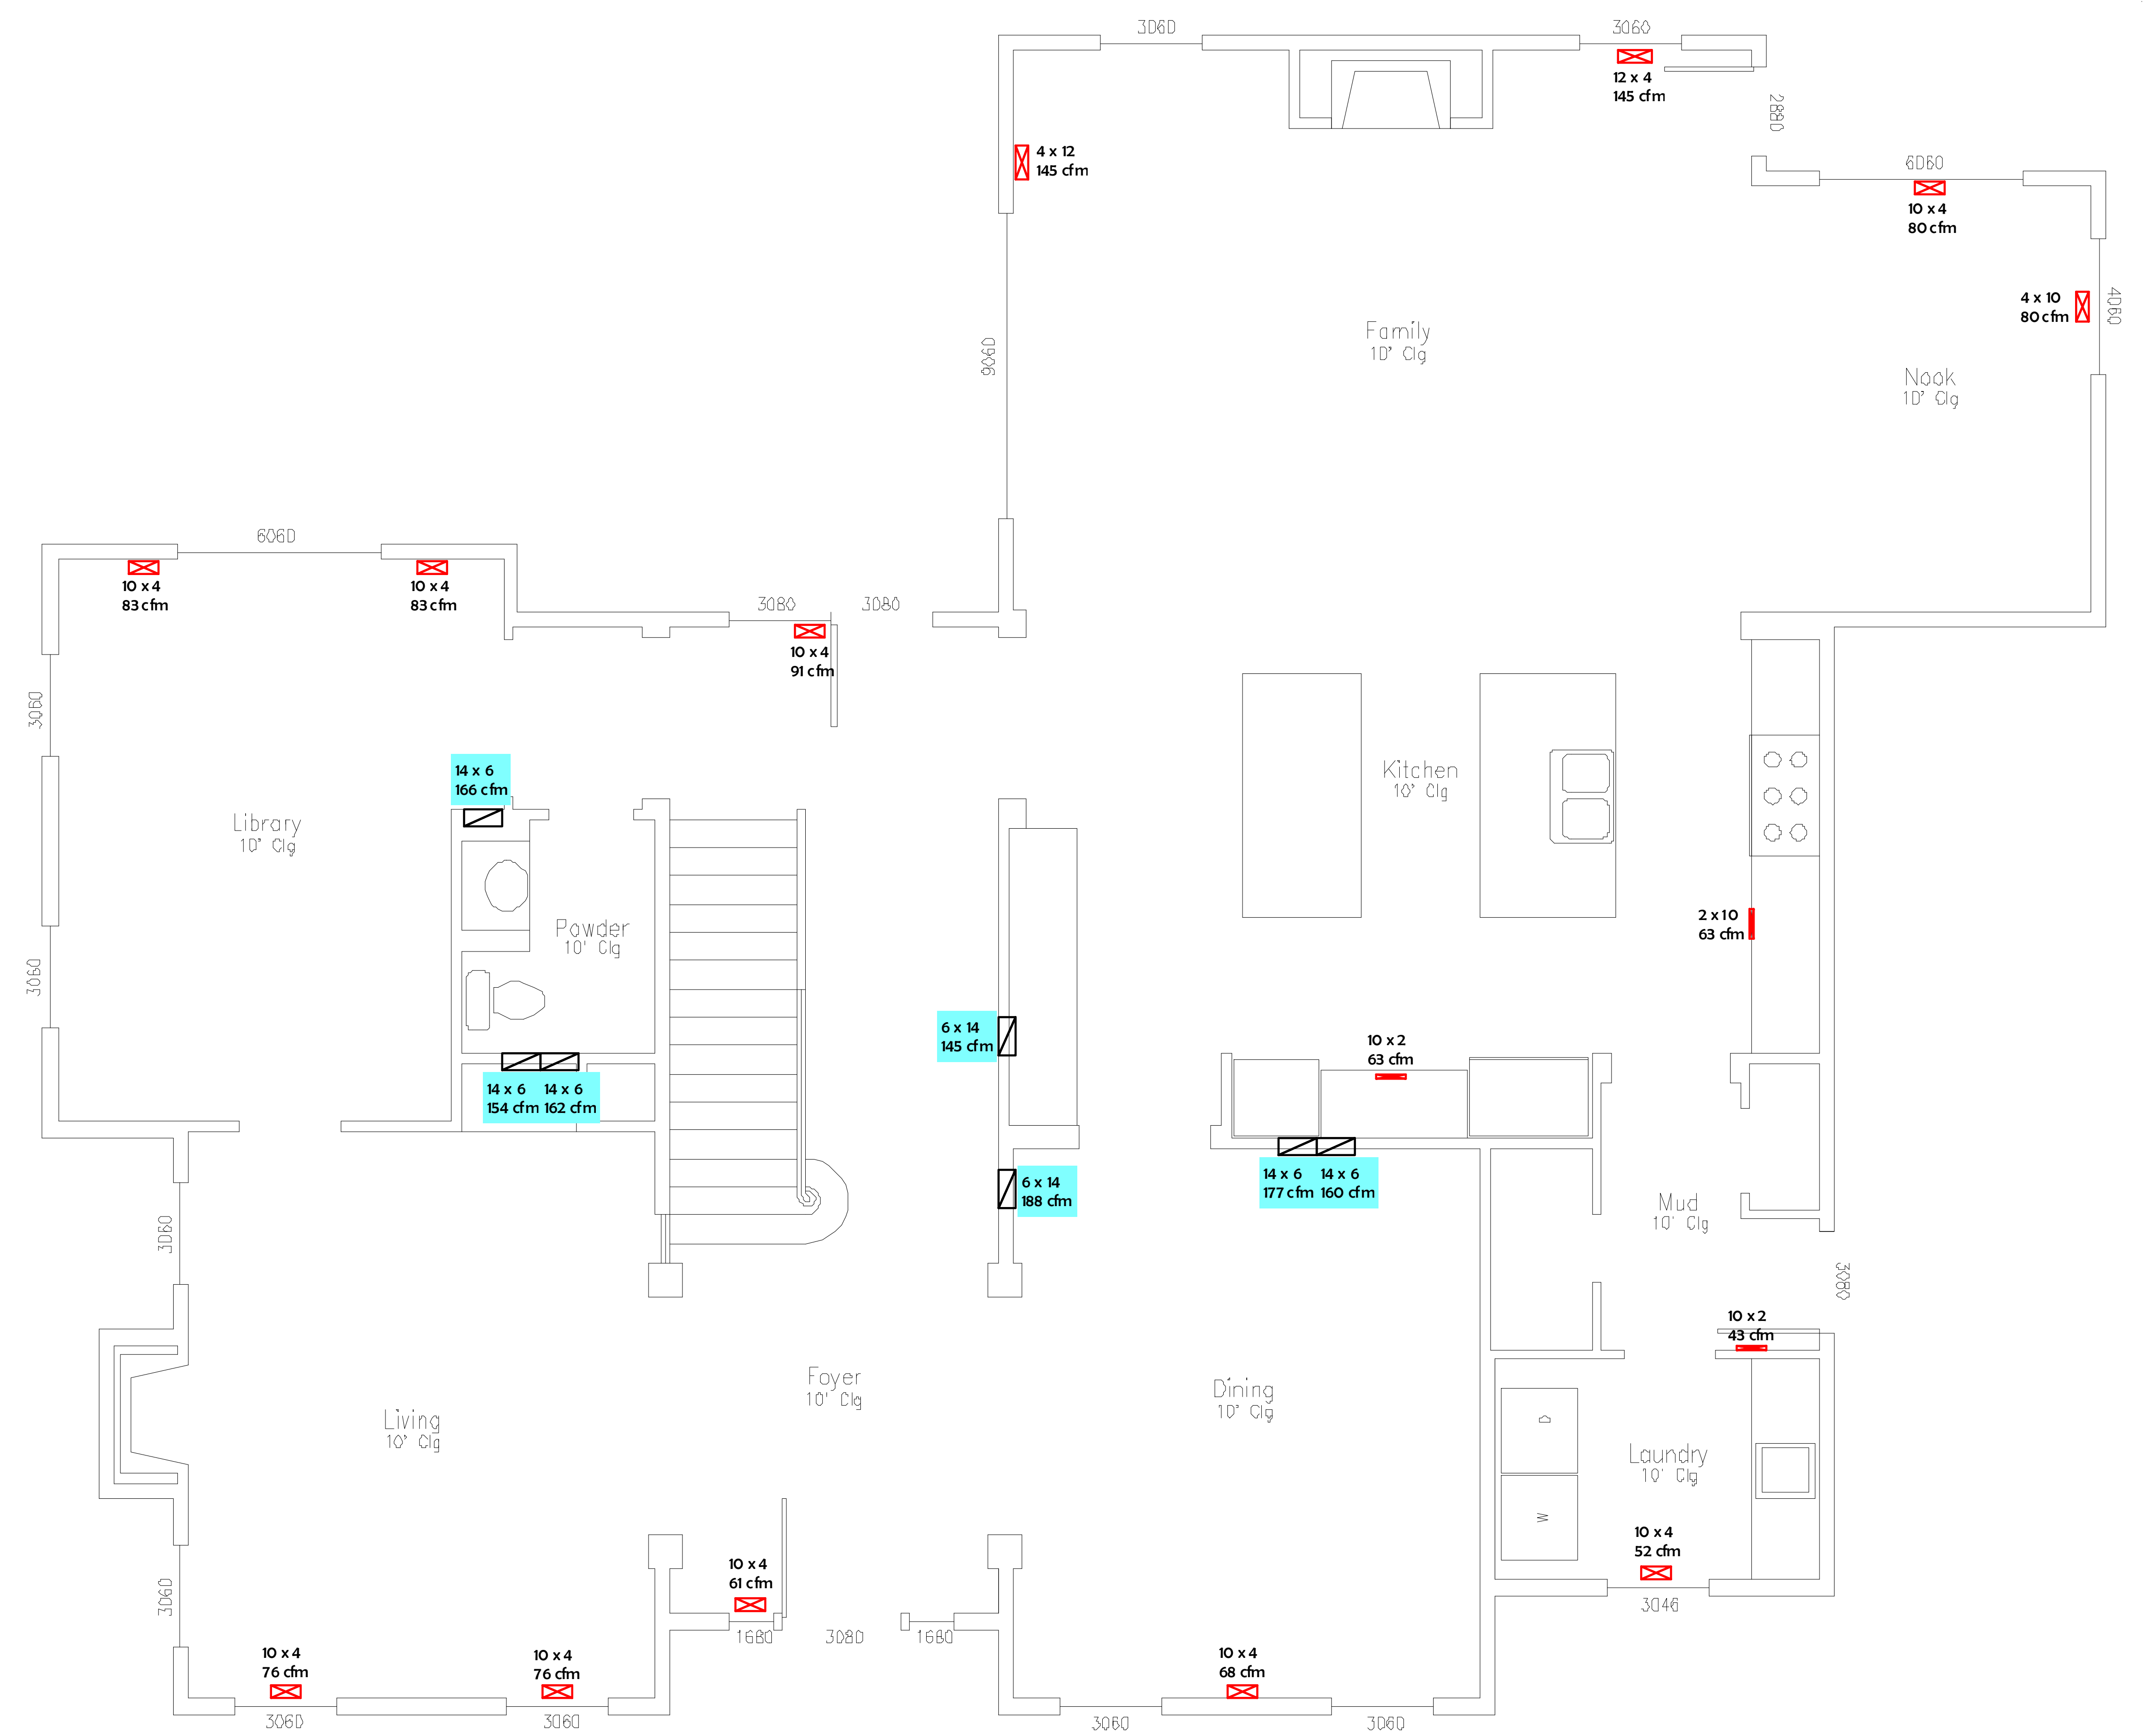 3060
3060
12 x 4
145 cfm
2880
4 x 12
145 cfm
6060
10 x 4
80 cfm
4 x 10
80 cfm
4060
Family
10' Clg
9060
Nook
10' Clg
6060
10 x 4
83 cfm
10 x 4
83 cfm
3080
3080
10 x 4
91 cfm
3060
14 x 6
166 cfm
Kitchen
10' Clg
Library
10' Clg
Powder
10' Clg
2 x 10
63 cfm
3060
6 x 14
145 cfm
10 x 2
63 cfm
14 x 6
154 cfm
14 x 6
162 cfm
6 x 14
188 cfm
14 x 6
177 cfm
14 x 6
160 cfm
Mud
10' Clg
3060
3080
10 x 2
43 cfm
Foyer
10' Clg
Dining
10' Clg
Living
10' Clg
D
Laundry
10' Clg
W
10 x 4
52 cfm
10 x 4
61 cfm
3060
3046
1680
3080
1680
10 x 4
76 cfm
10 x 4
76 cfm
10 x 4
68 cfm
3060
3060
3060
3060